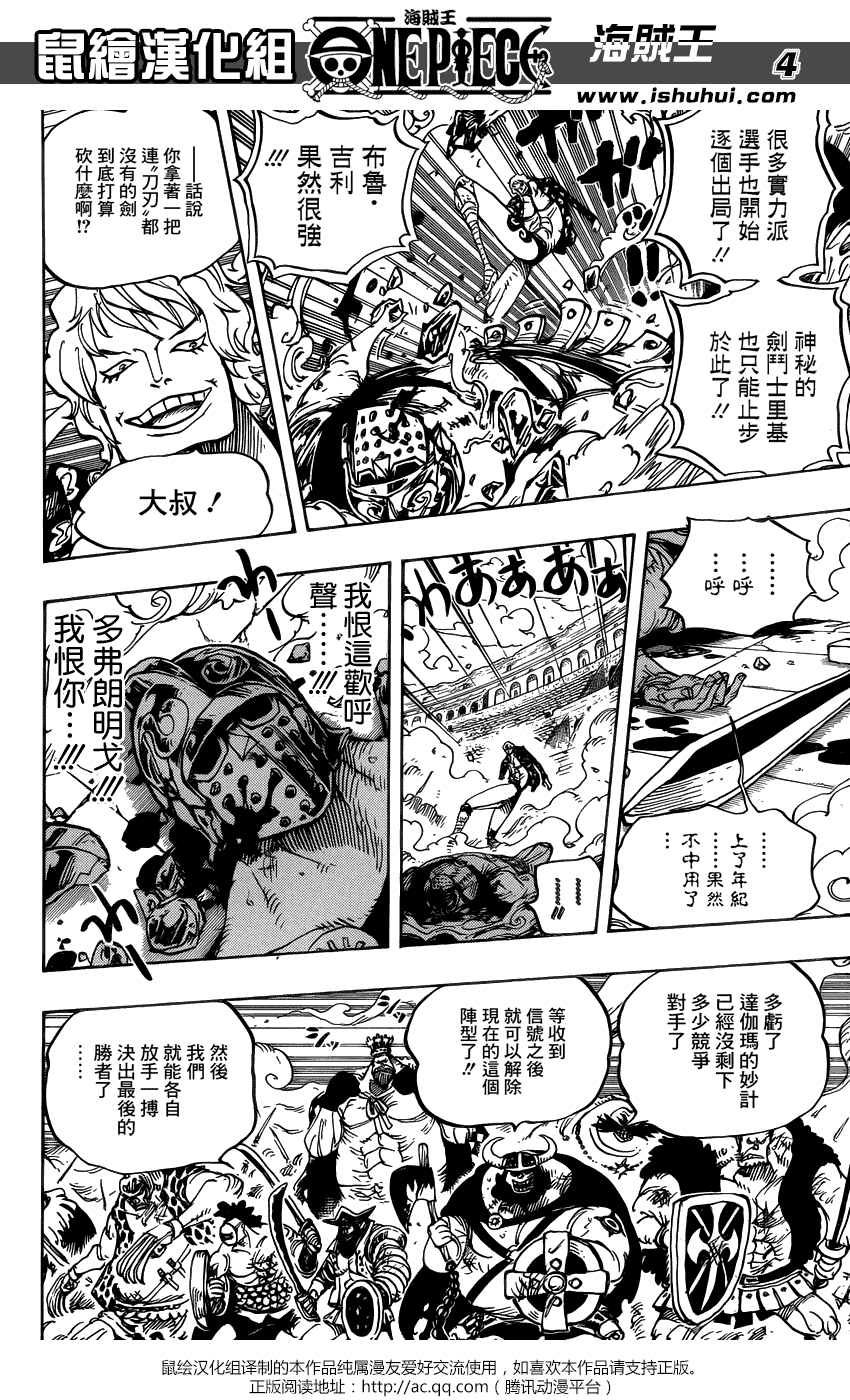 鼠繪漢化組
海賊王
ONE PIECE
海賊王
4
www.ishuhui.com
很多實力派
選手也開始
逐個出局了!!
神秘的
劍鬥士里基
也只能止步
於此了!!
布魯·
吉利
果然很強
!!!
——話說
你拿著一把
連〝刀刃〞都
沒有的劍
到底打算
砍什麼啊!?
大叔!
……
…呼
…呼
……
上了年紀
……果然
不中用了
…
わぁぁぁぁ
……!!
我恨這歡呼
聲……!!!
多弗朗明戈!!!!
我恨你…!!!
多虧了
達伽瑪的妙計
已經沒剩下
多少競爭
對手了
等收到
信號之後
就可以解除
現在的這個
陣型了!!
然後
我們
就能各自
放手一搏
決出最後的
勝者了
……
鼠绘汉化组译制的本作品纯属漫友爱好交流使用，如喜欢本作品请支持正版。
正版阅读地址：http://ac.qq.com（腾讯动漫平台）